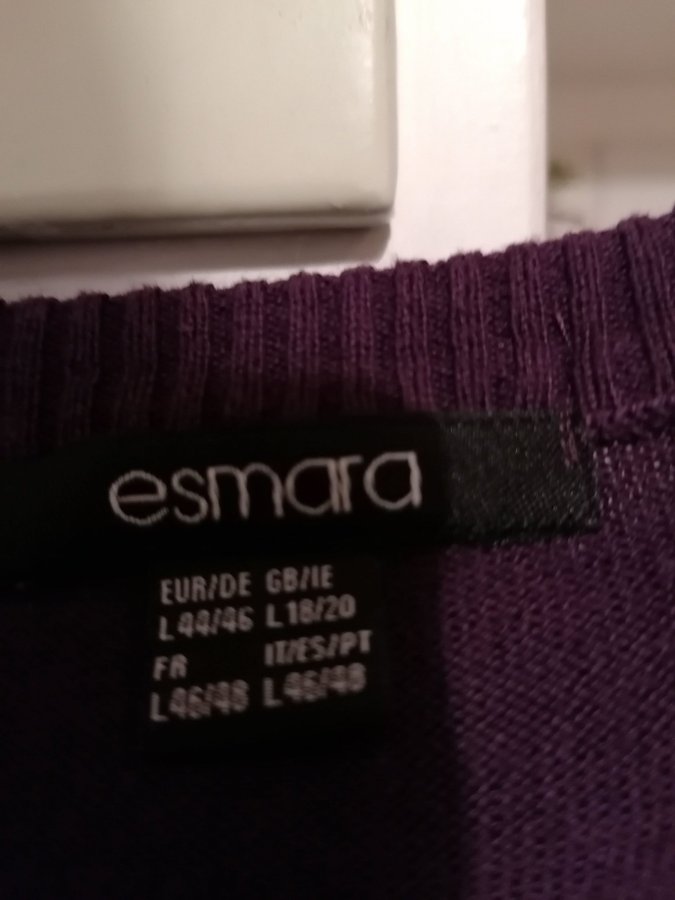 esmara
EUR/DE GB/IE
L 44/46 L 18/20
FR IT/ES/PT
L 46/48 L 46/48